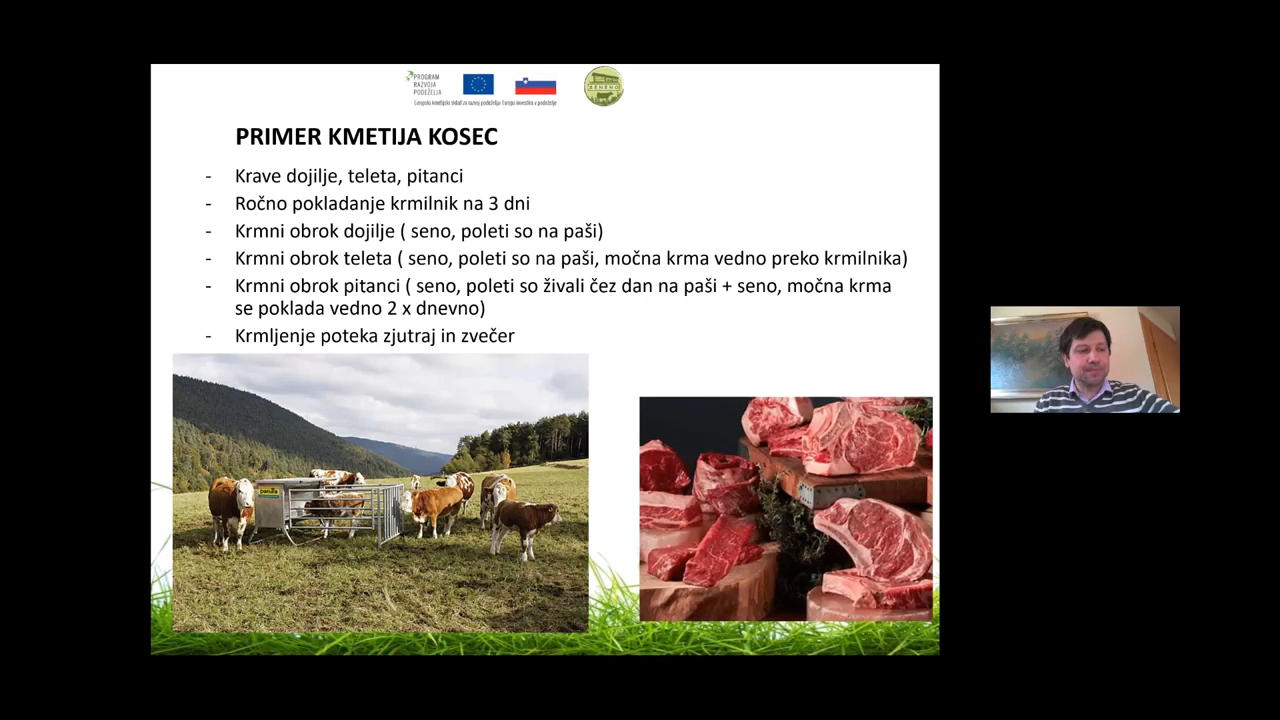 PROGRAM
RAZVOJA
PODEŽELJA
Evropski kmetijski sklad za razvoj podeželja: Evropa investira v podeželje
SENENO
PRIMER KMETIJA KOSEC
- Krave dojilje, teleta, pitanci
- Ročno pokladanje krmilnik na 3 dni
- Krmni obrok dojilje ( seno, poleti so na paši)
- Krmni obrok teleta ( seno, poleti so na paši, močna krma vedno preko krmilnika)
- Krmni obrok pitanci ( seno, poleti so živali čez dan na paši + seno, močna krma
se poklada vedno 2 x dnevno)
- Krmljenje poteka zjutraj in zvečer